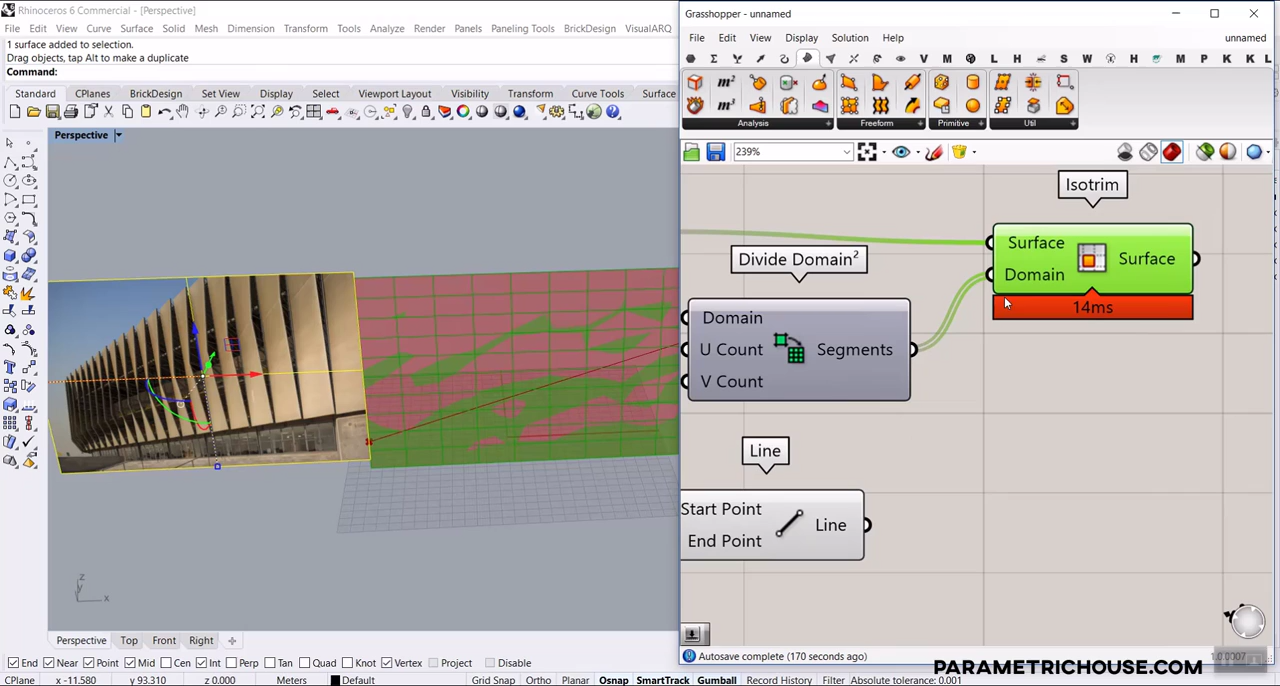 Rhinoceros 6 Commercial - [Perspective]
File Edit View Curve Surface Solid Mesh Dimension Transform Tools Analyze Render Panels Paneling Tools BrickDesign VisualARQ
1 surface added to selection.
Drag objects, tap Alt to make a duplicate
Command:
Standard CPlanes BrickDesign Set View Display Select Viewport Layout Visibility Transform Curve Tools Surface
Perspective
z
y
x
Perspective Top Front Right
End Near Point Mid Cen Int Perp Tan Quad Knot Vertex Project
CPlane x -11.580 y 93.310 z 0.000 Meters Default Grid Snap Ortho Planar Osnap SmartTrack Gumball Record History Filter Absolute tolerance: 0.001
Grasshopper - unnamed
File Edit View Display Solution Help unnamed
V M L H S W H M P K K L
m² m³
Analysis Freeform Primitive Util
239%
Isotrim
Surface
Domain
Surface
14ms
Divide Domain²
Domain
U Count
V Count
Segments
Line
Start Point
End Point
Line
Autosave complete (170 seconds ago)
1.0.0007
PARAMETRICHOUSE.COM